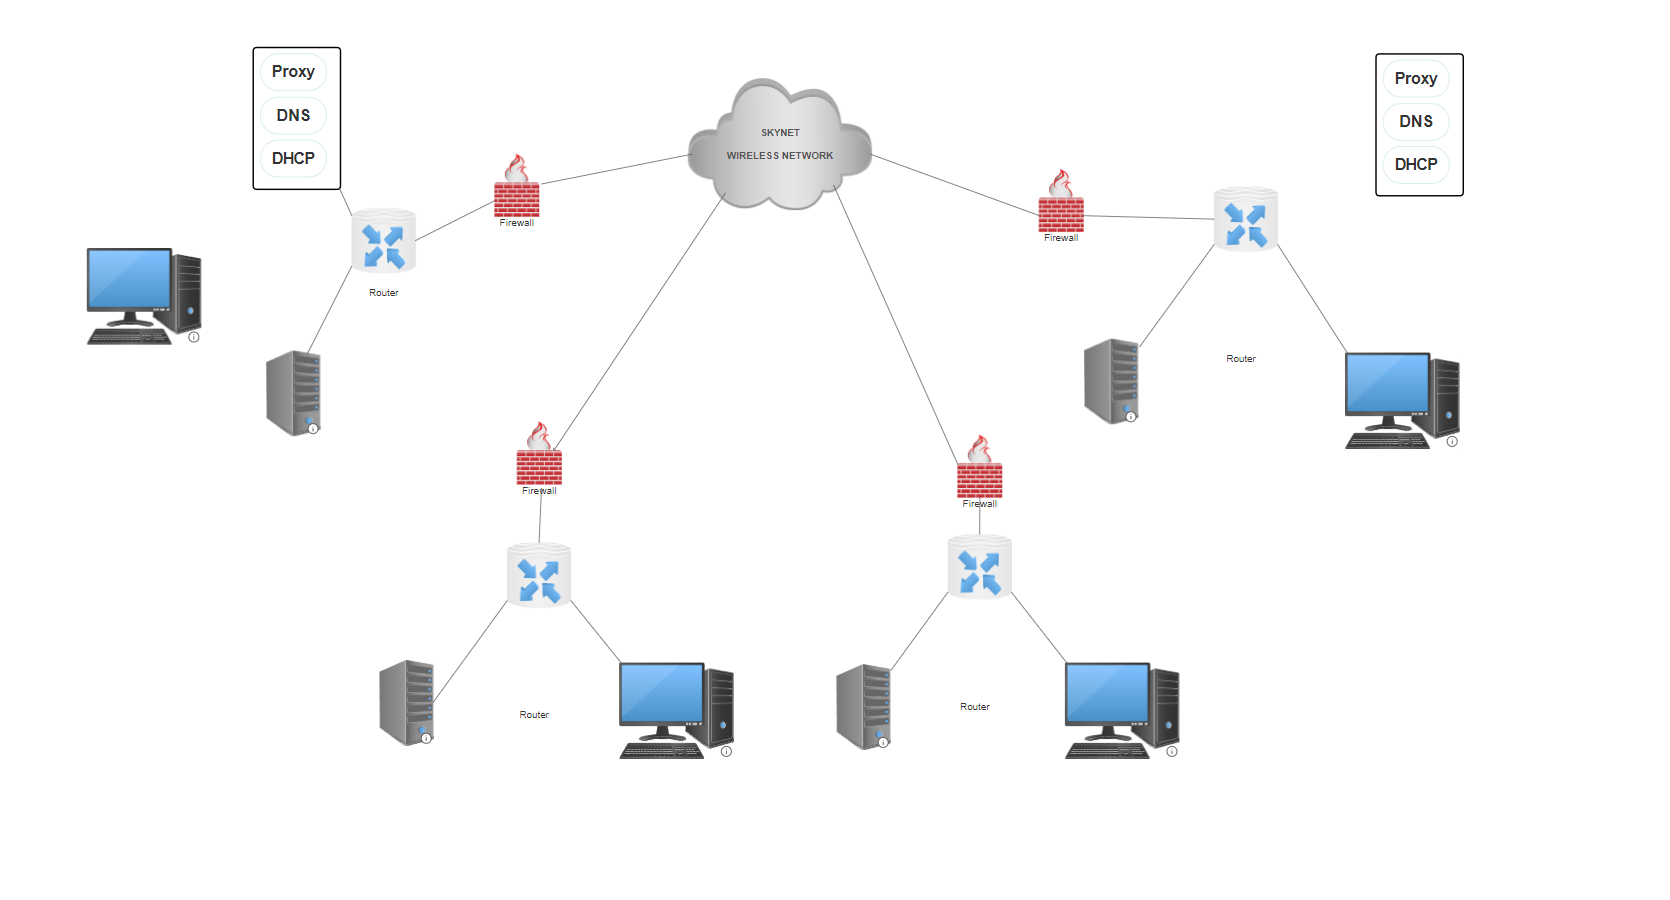 Proxy
DNS
DHCP
SKYNET
WIRELESS NETWORK
Proxy
DNS
DHCP
Firewall
Firewall
Router
Router
Firewall
Firewall
Router
Router